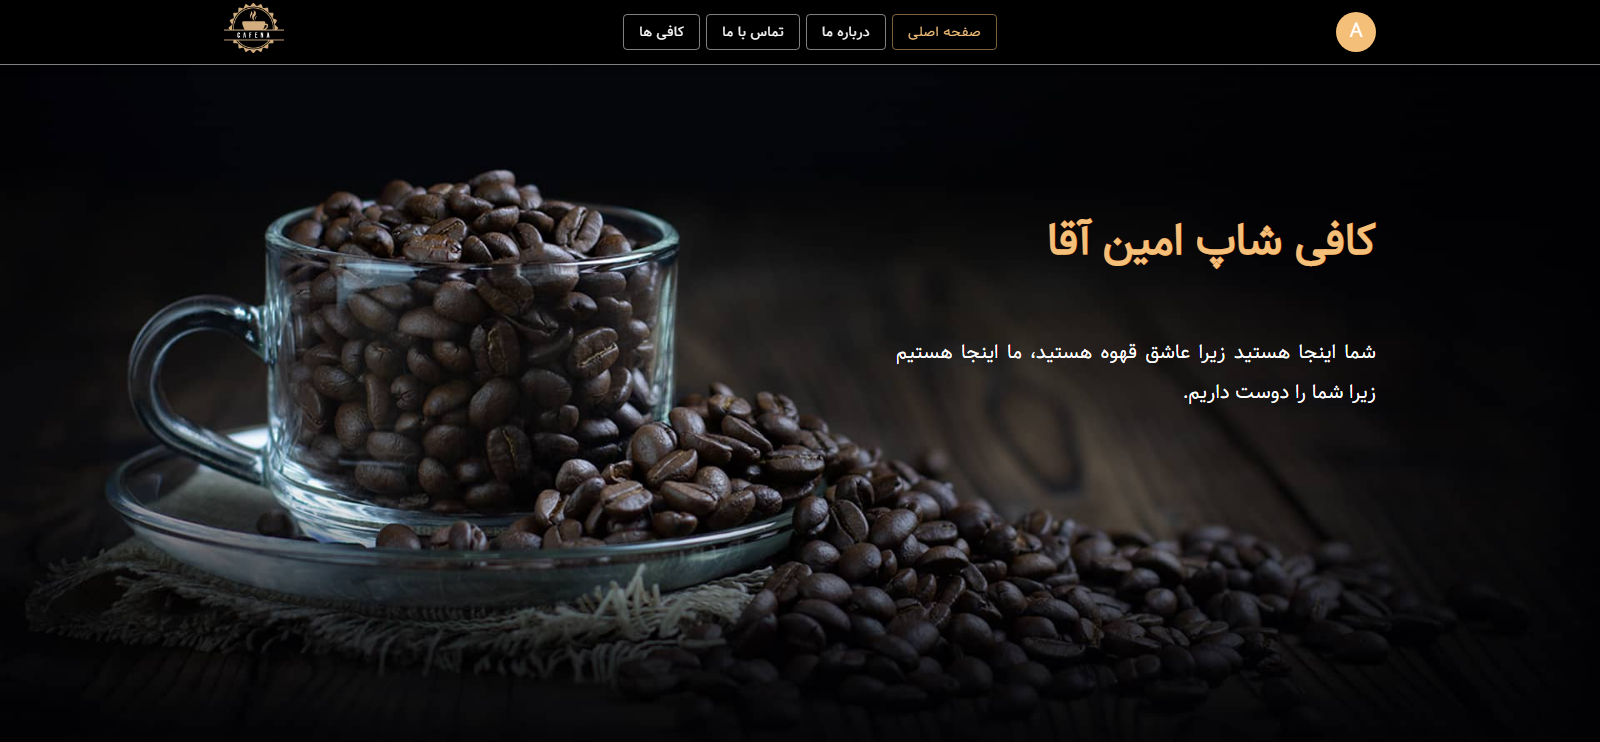 A
صفحه اصلی
درباره ما
تماس با ما
کافی ها
CAFENA
کافی شاپ امین آقا
شما اینجا هستید زیرا عاشق قهوه هستید، ما اینجا هستیم
زیرا شما را دوست داریم.